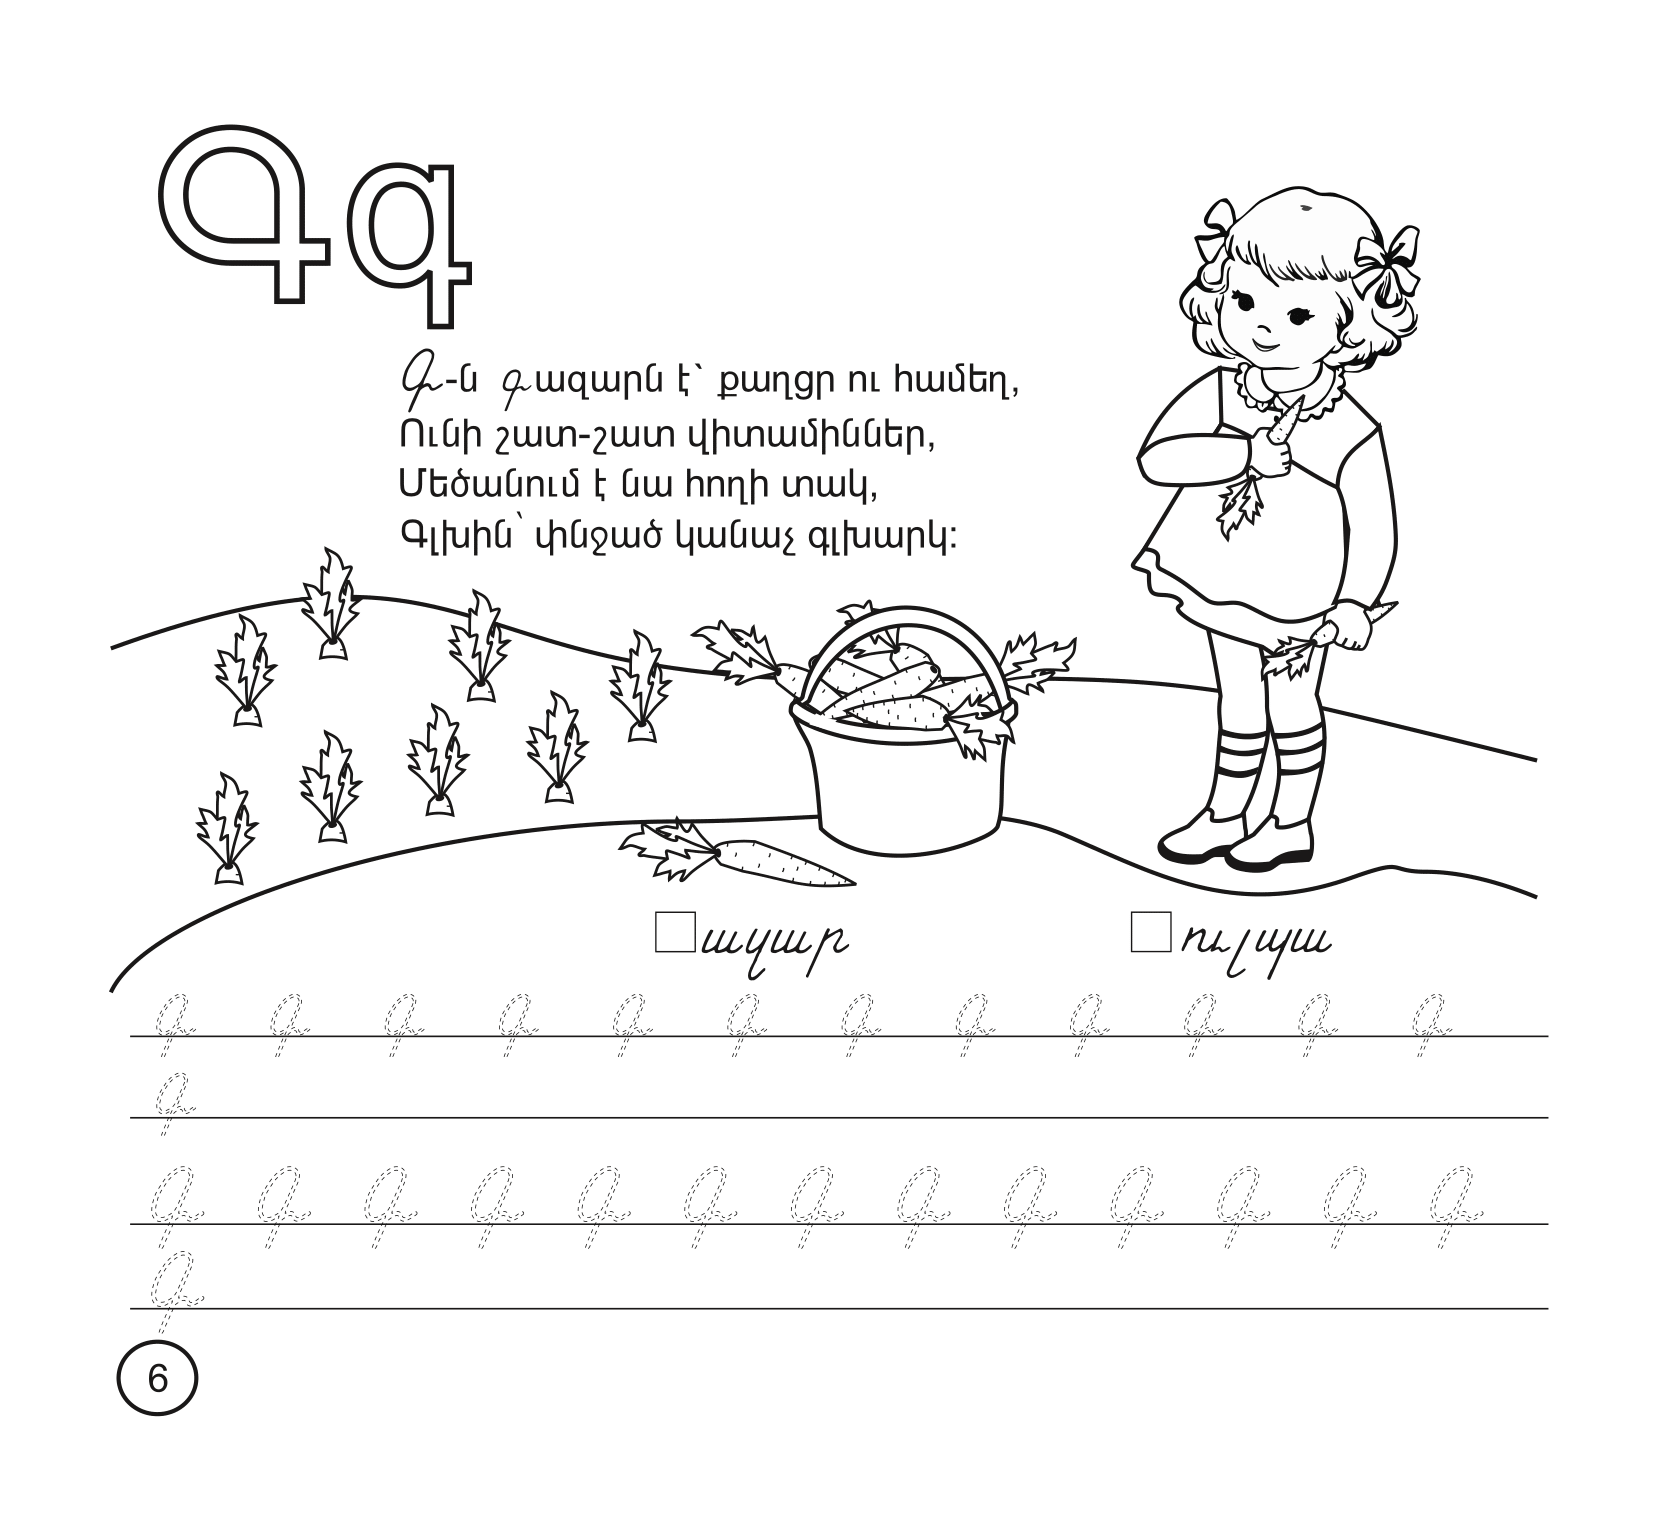 Գգ
Գ-ն գազարն է՝ քաղցր ու համեղ,
Ունի շատ-շատ վիտամիններ,
Մեծանում է նա հողի տակ,
Գլխին՝ փնջած կանաչ գլխարկ:
ազար ուլպա
գ գ գ գ գ գ գ գ գ գ գ գ
գ
Գ Գ Գ Գ Գ Գ Գ Գ Գ Գ Գ Գ Գ
Գ
6